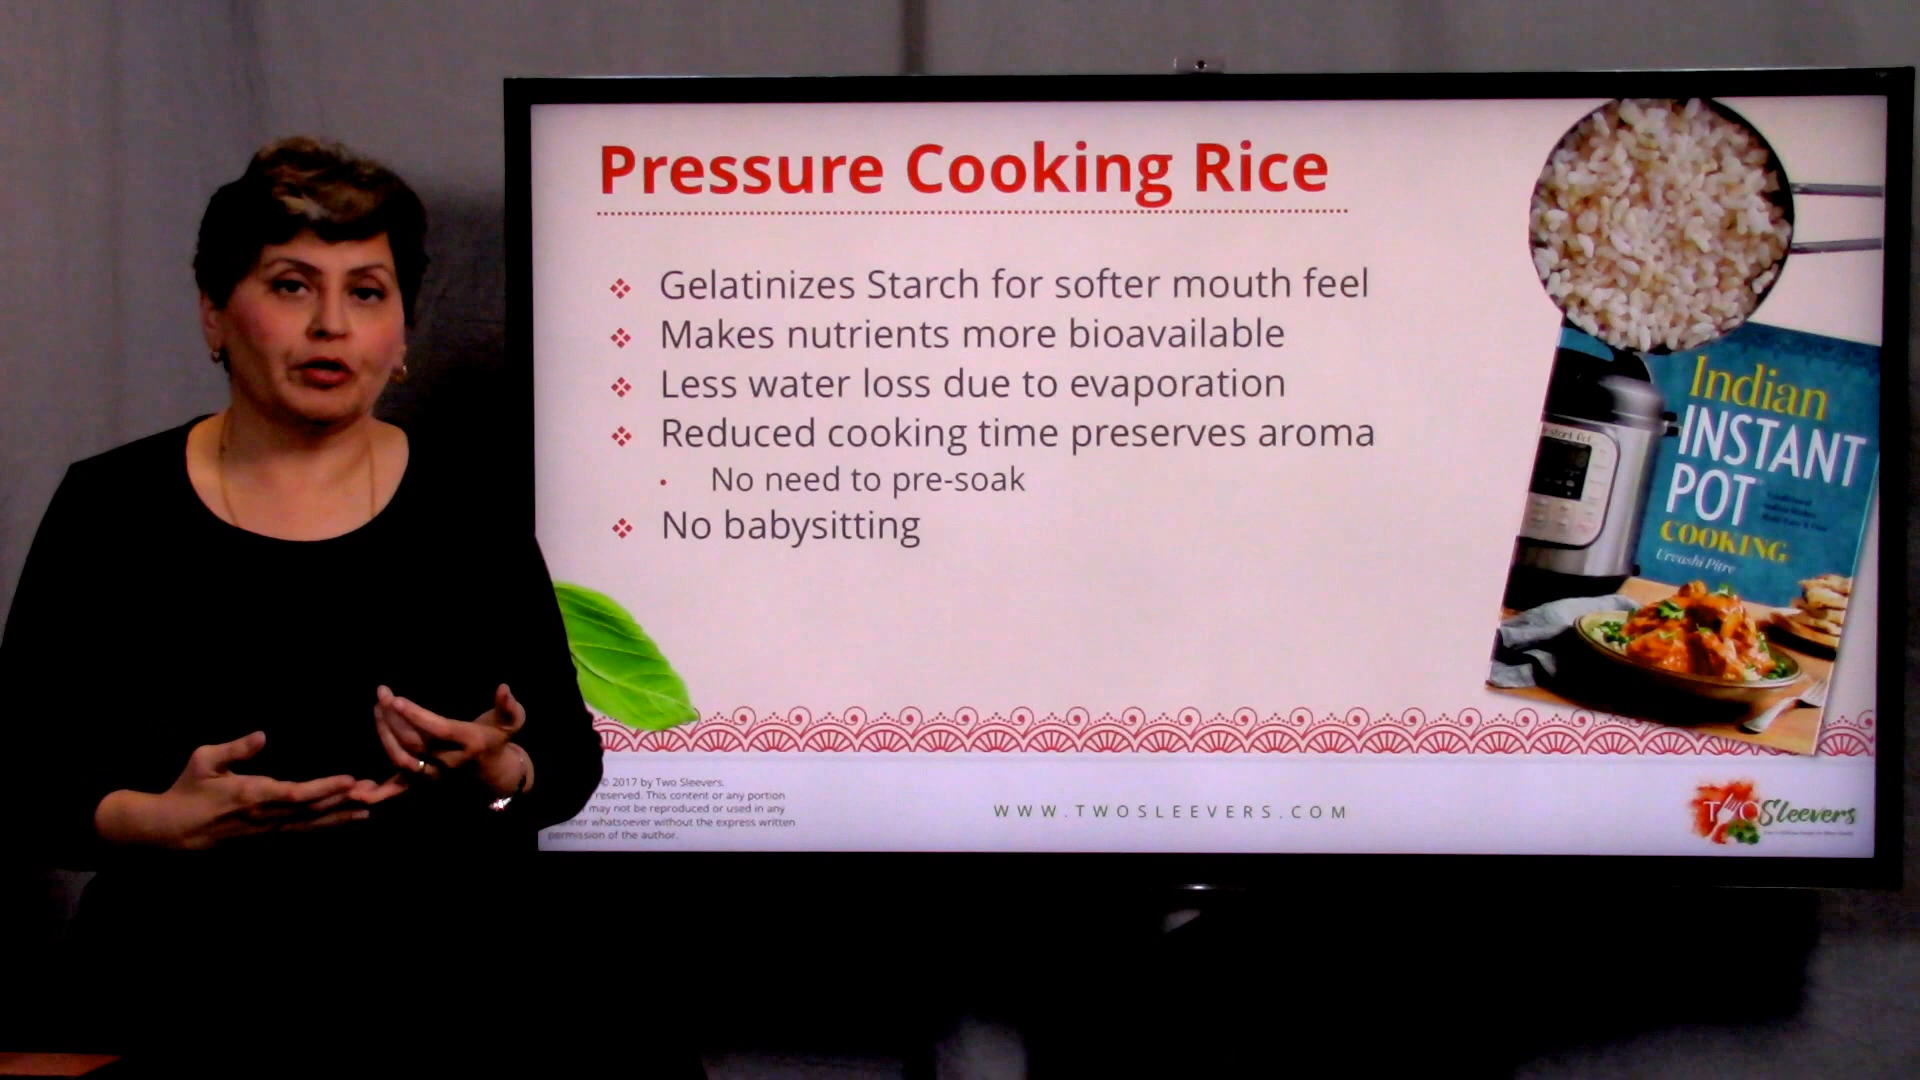 Pressure Cooking Rice
Gelatinizes Starch for softer mouth feel
Makes nutrients more bioavailable
Less water loss due to evaporation
Reduced cooking time preserves aroma
No need to pre-soak
No babysitting
Indian
INSTANT
POT
COOKING
Urvashi Pitre
© 2017 by Two Sleevers.
reserved. This content or any portion
may not be reproduced or used in any
whatsoever without the express written
permission of the author.
WWW.TWOSLEEVERS.COM
Two Sleevers